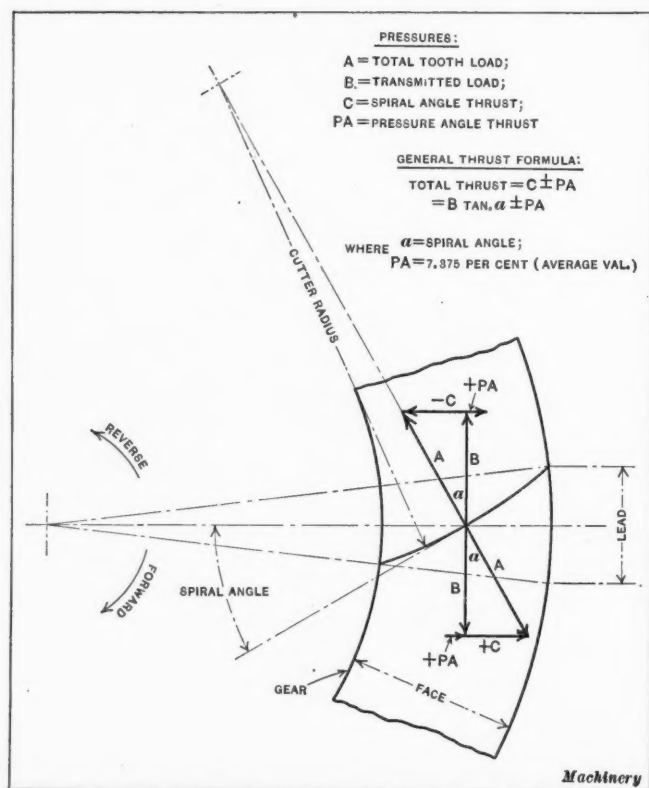 PRESSURES:
A = TOTAL TOOTH LOAD;
B = TRANSMITTED LOAD;
C = SPIRAL ANGLE THRUST;
PA = PRESSURE ANGLE THRUST
GENERAL THRUST FORMULA:
TOTAL THRUST = C ± PA
= B TAN. a ± PA
WHERE a = SPIRAL ANGLE;
PA = 7.375 PER CENT (AVERAGE VAL.)
CUTTER RADIUS
+PA
−C
A
B
a
REVERSE
FORWARD
SPIRAL ANGLE
LEAD
a
A
B
+PA
+C
GEAR
FACE
Machinery